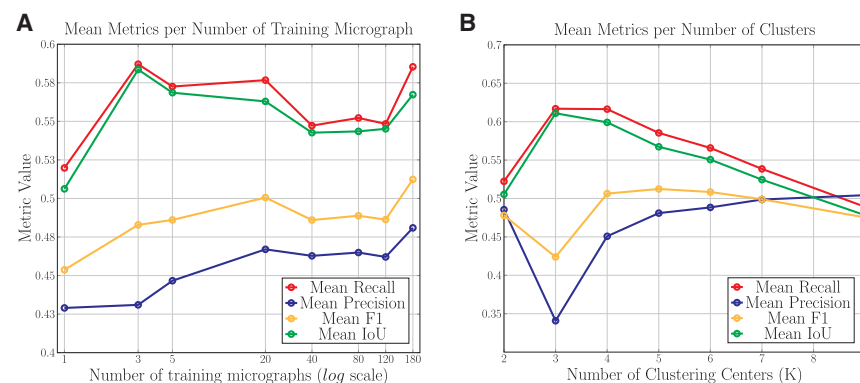 A
Mean Metrics per Number of Training Micrograph
Metric Value
0.6
0.58
0.55
0.53
0.5
0.48
0.45
0.43
0.4
1
3
5
20
40
80
120
180
Number of training micrographs (log scale)
Mean Recall
Mean Precision
Mean F1
Mean IoU
B
Mean Metrics per Number of Clusters
Metric Value
0.7
0.65
0.6
0.55
0.5
0.45
0.4
0.35
2
3
4
5
6
7
8
Number of Clustering Centers (K)
Mean Recall
Mean Precision
Mean F1
Mean IoU